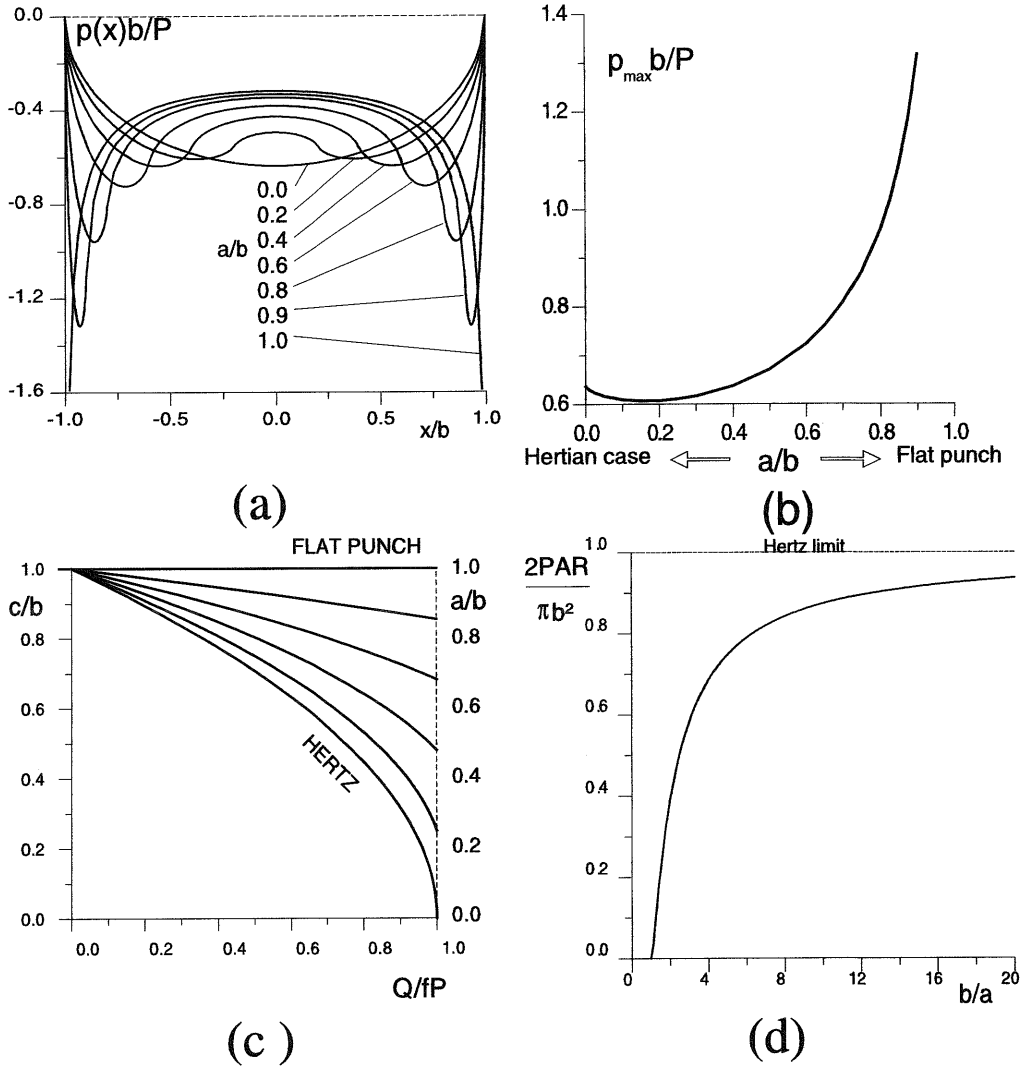 0.0
p(x)b/P
-0.4
-0.8
-1.2
-1.6
a/b
0.0
0.2
0.4
0.6
0.8
0.9
1.0
-1.0 -0.5 0.0 0.5 1.0
x/b
(a)
1.4
p_max b/P
1.2
1.0
0.8
0.6
0.0 0.2 0.4 0.6 0.8 1.0
Hertian case a/b Flat punch
(b)
FLAT PUNCH
1.0
c/b
0.8
0.6
0.4
0.2
0.0
HERTZ
1.0
a/b
0.8
0.6
0.4
0.2
0.0
0.0 0.2 0.4 0.6 0.8 1.0
Q/fP
(c )
Hertz limit
1.0
2PAR
πb²
0.8
0.6
0.4
0.2
0.0
0 4 8 12 16 20
b/a
(d)